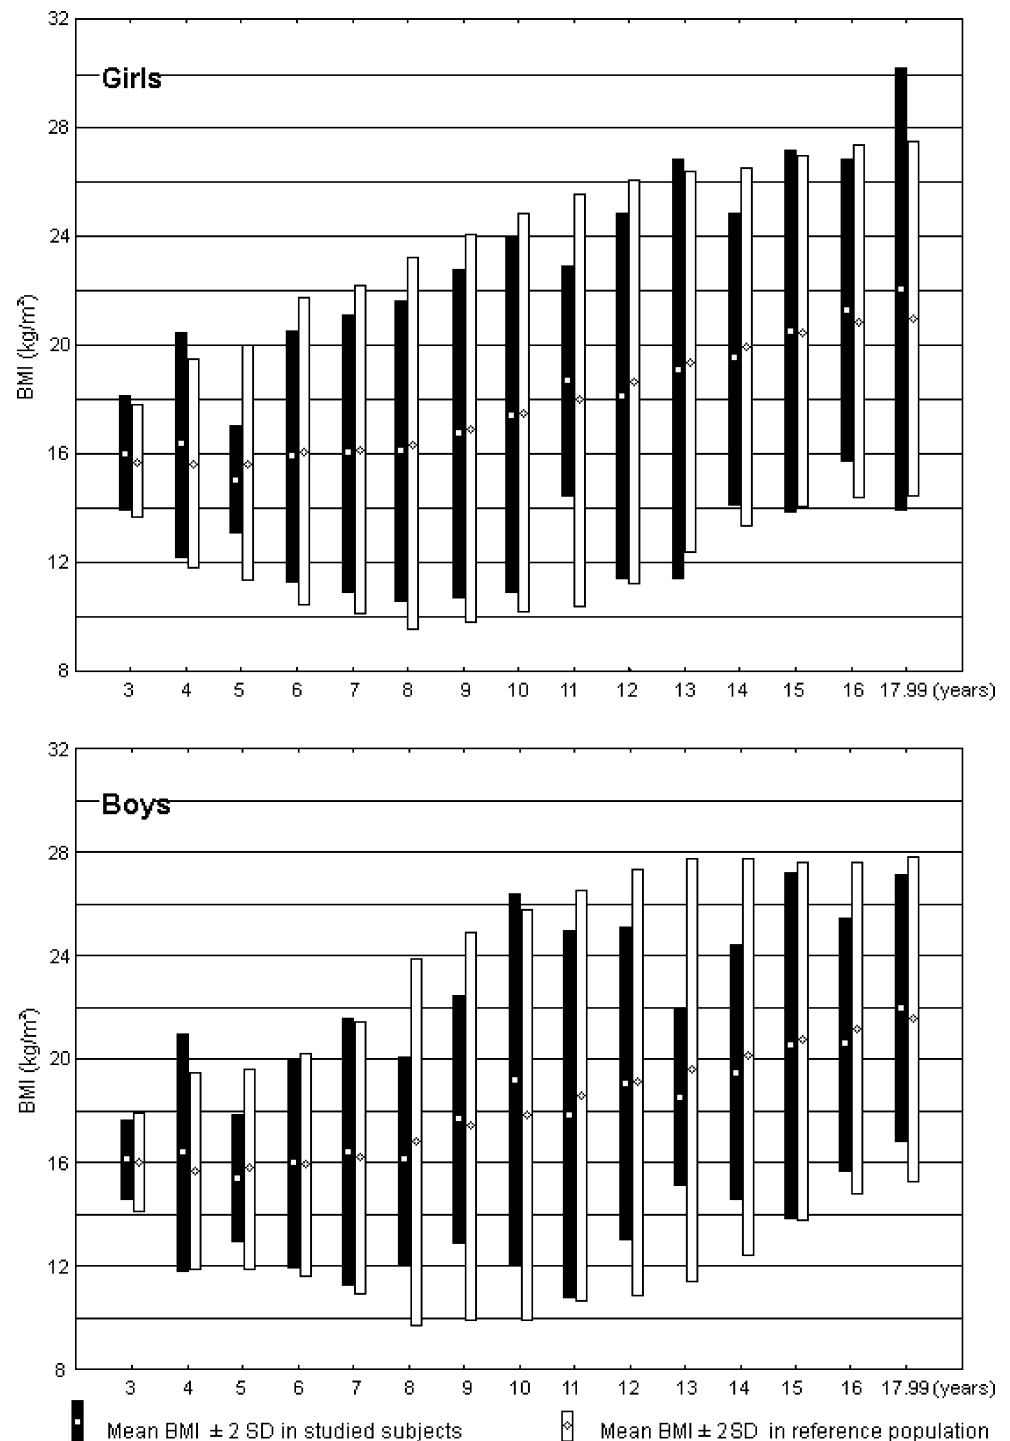 32
Girls
28
24
20
16
12
8
BMI (kg/m²)
3 4 5 6 7 8 9 10 11 12 13 14 15 16 17.99 (years)
32
Boys
28
24
20
16
12
8
BMI (kg/m²)
3 4 5 6 7 8 9 10 11 12 13 14 15 16 17.99 (years)
Mean BMI ± 2 SD in studied subjects Mean BMI ± 2SD in reference population